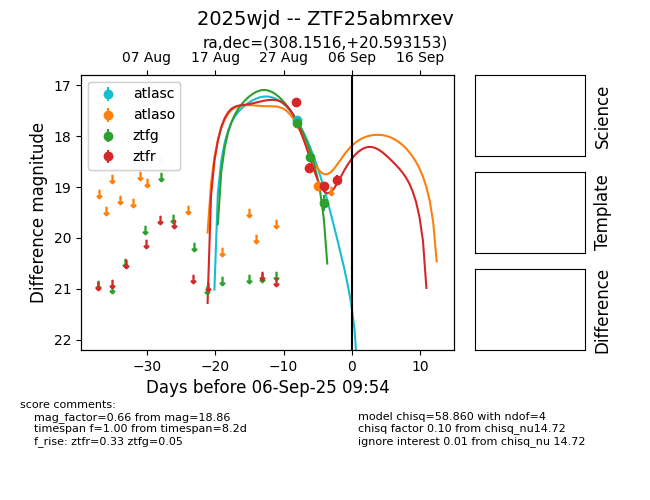 2025wjd -- ZTF25abmrxev
ra,dec=(308.1516,+20.593153)
07 Aug 17 Aug 27 Aug 06 Sep 16 Sep
atlasc
atlaso
ztfg
ztfr
17
18
19
20
21
22
Difference magnitude
−30 −20 −10 0 10
Days before 06-Sep-25 09:54
Science
Template
Difference
score comments:
mag_factor=0.66 from mag=18.86
timespan f=1.00 from timespan=8.2d
f_rise: ztfr=0.33 ztfg=0.05
model chisq=58.860 with ndof=4
chisq factor 0.10 from chisq_nu14.72
ignore interest 0.01 from chisq_nu 14.72